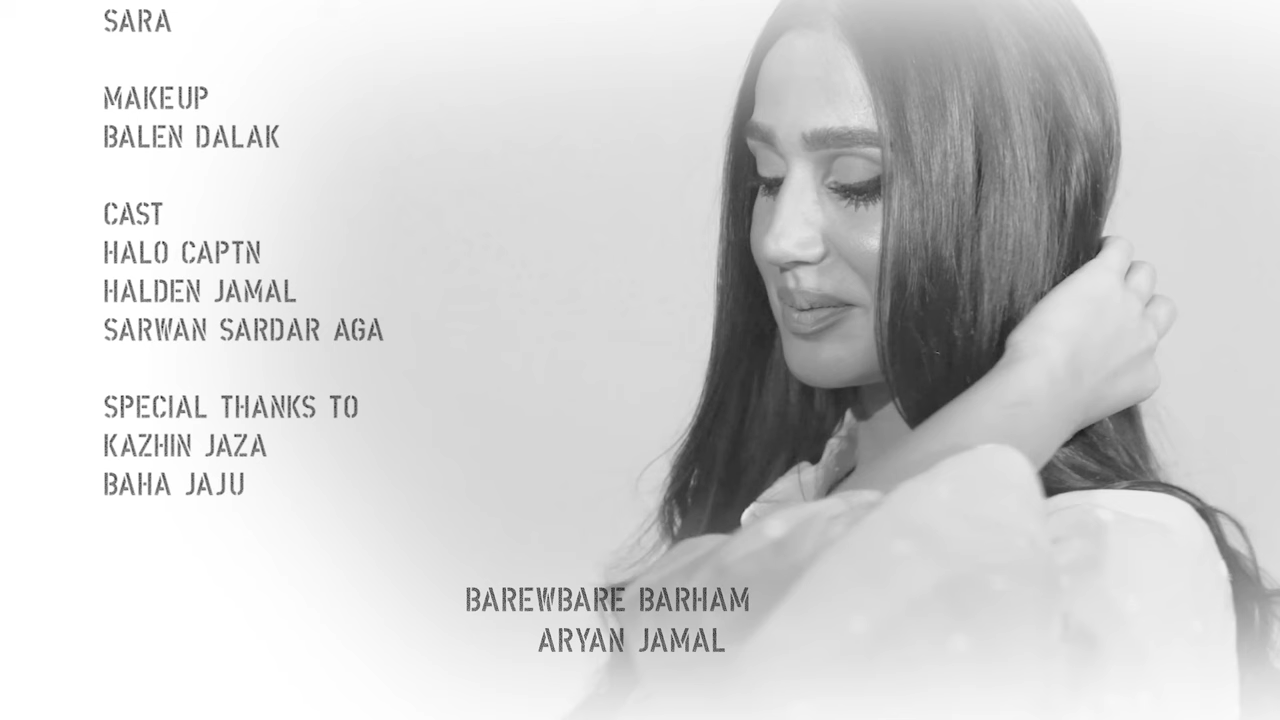 SARA
MAKEUP
BALEN DALAK
CAST
HALO CAPTN
HALDEN JAMAL
SARWAN SARDAR AGA
SPECIAL THANKS TO
KAZHIN JAZA
BAHA JAJU
BAREWBARE BARHAM
ARYAN JAMAL